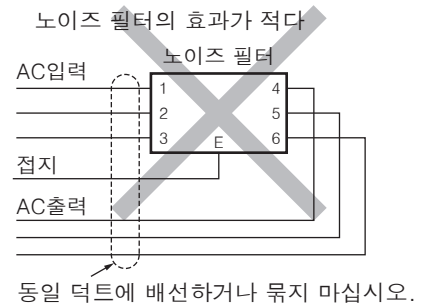 노이즈 필터의 효과가 적다
노이즈 필터
AC입력
1
4
2
5
3
E
6
접지
AC출력
동일 덕트에 배선하거나 묶지 마십시오.